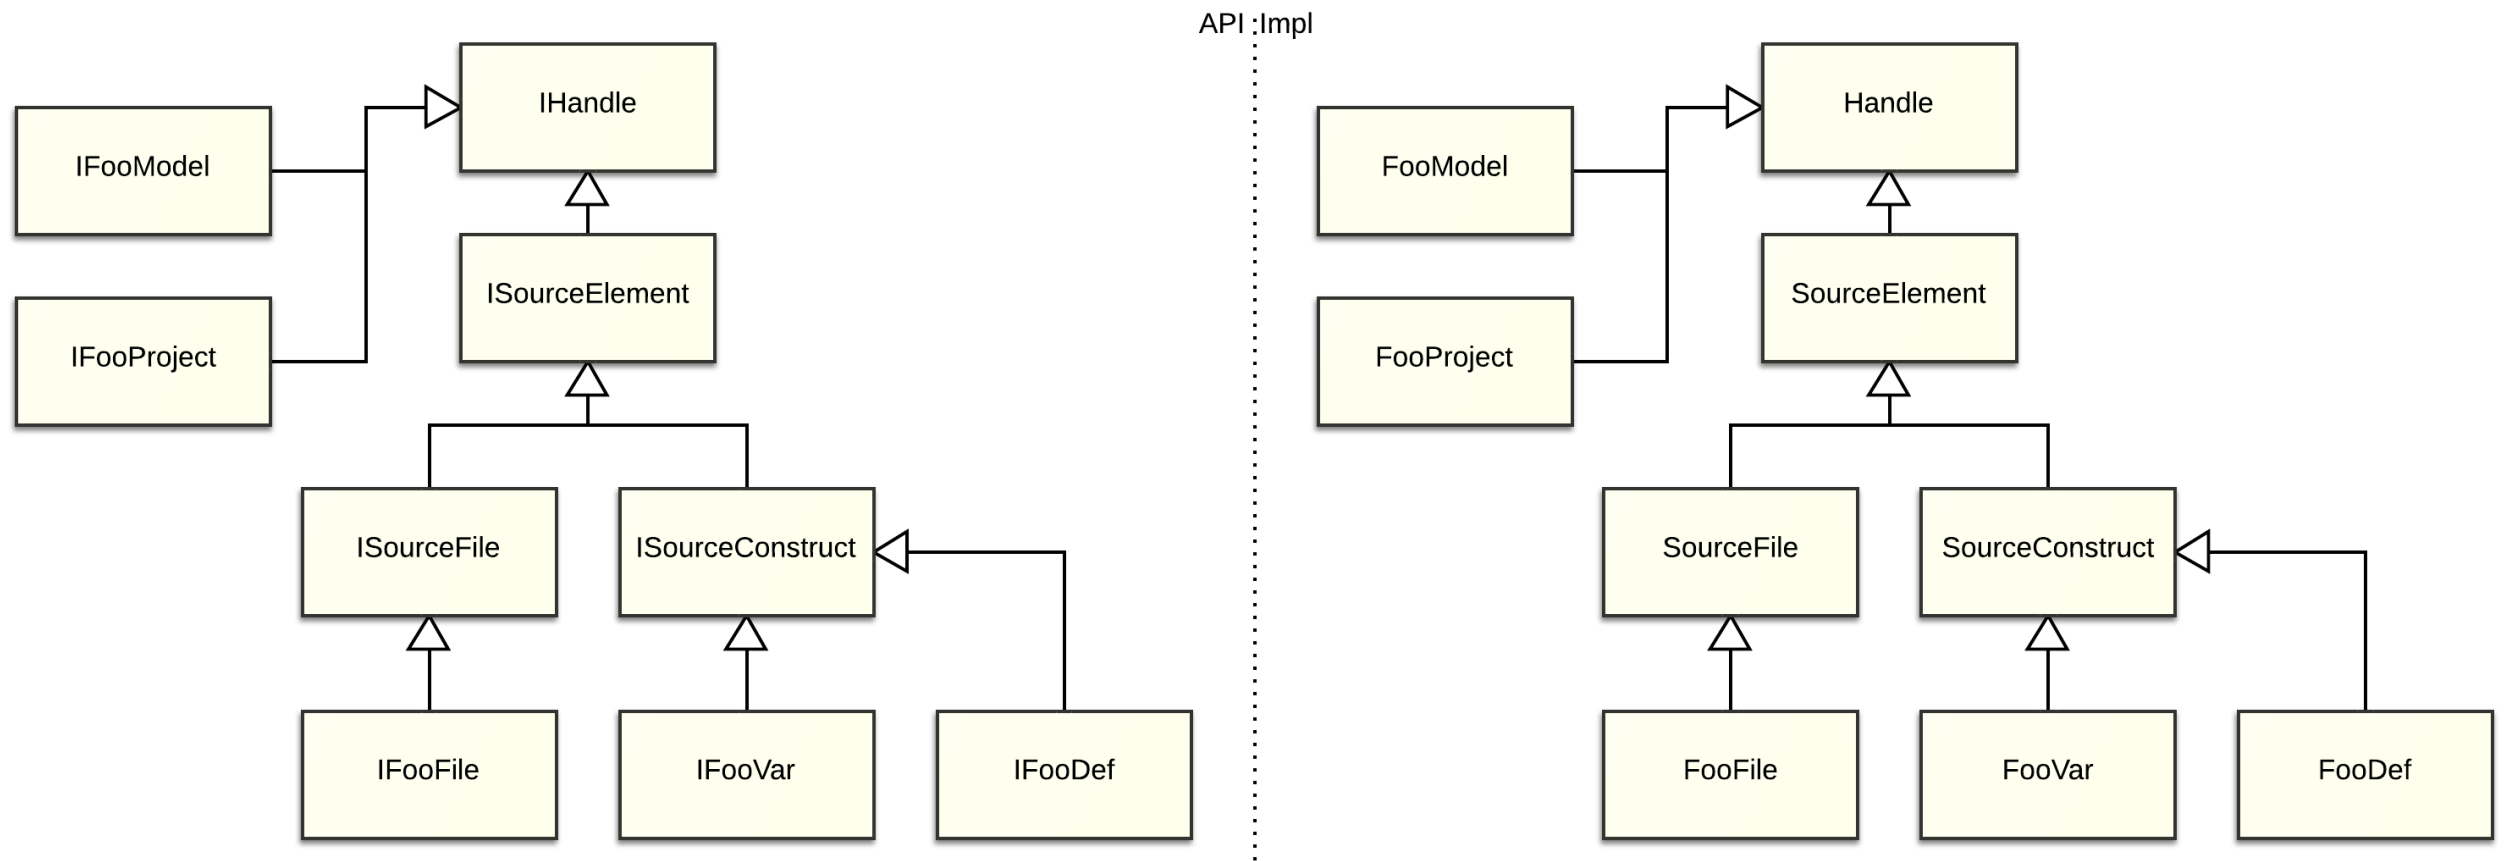 API Impl
IHandle
IFooModel
ISourceElement
IFooProject
ISourceFile
ISourceConstruct
IFooFile
IFooVar
IFooDef
Handle
FooModel
SourceElement
FooProject
SourceFile
SourceConstruct
FooFile
FooVar
FooDef